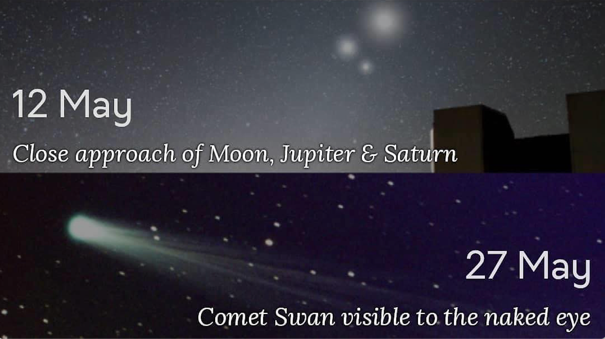 12 May
Close approach of Moon, Jupiter & Saturn
27 May
Comet Swan visible to the naked eye